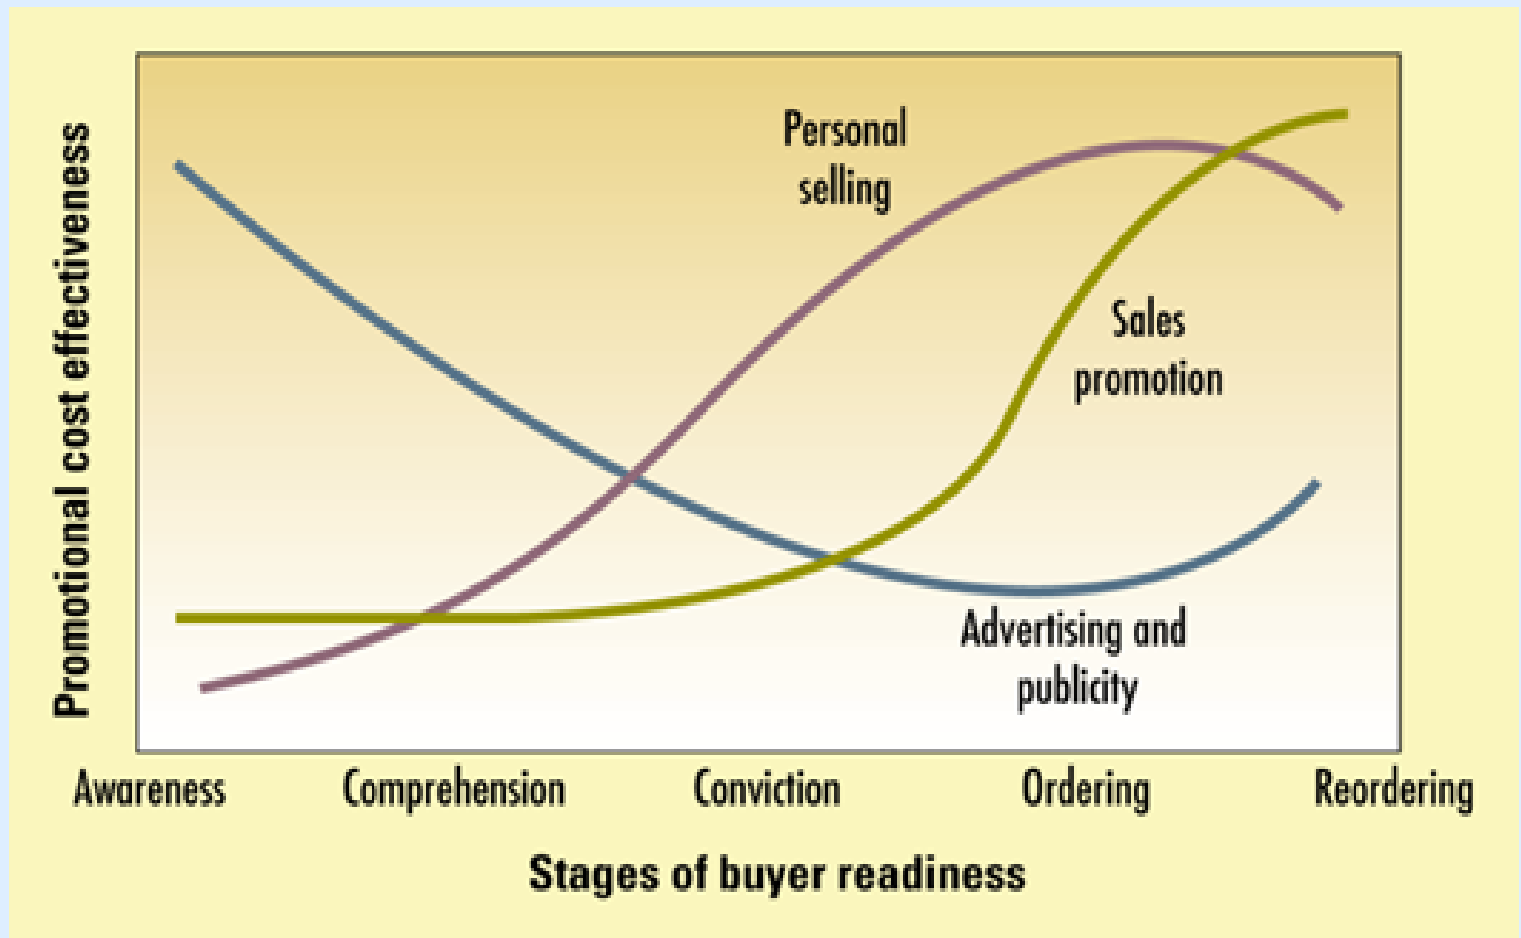 Promotional cost effectiveness
Personal
selling
Sales
promotion
Advertising and
publicity
Awareness
Comprehension
Conviction
Ordering
Reordering
Stages of buyer readiness